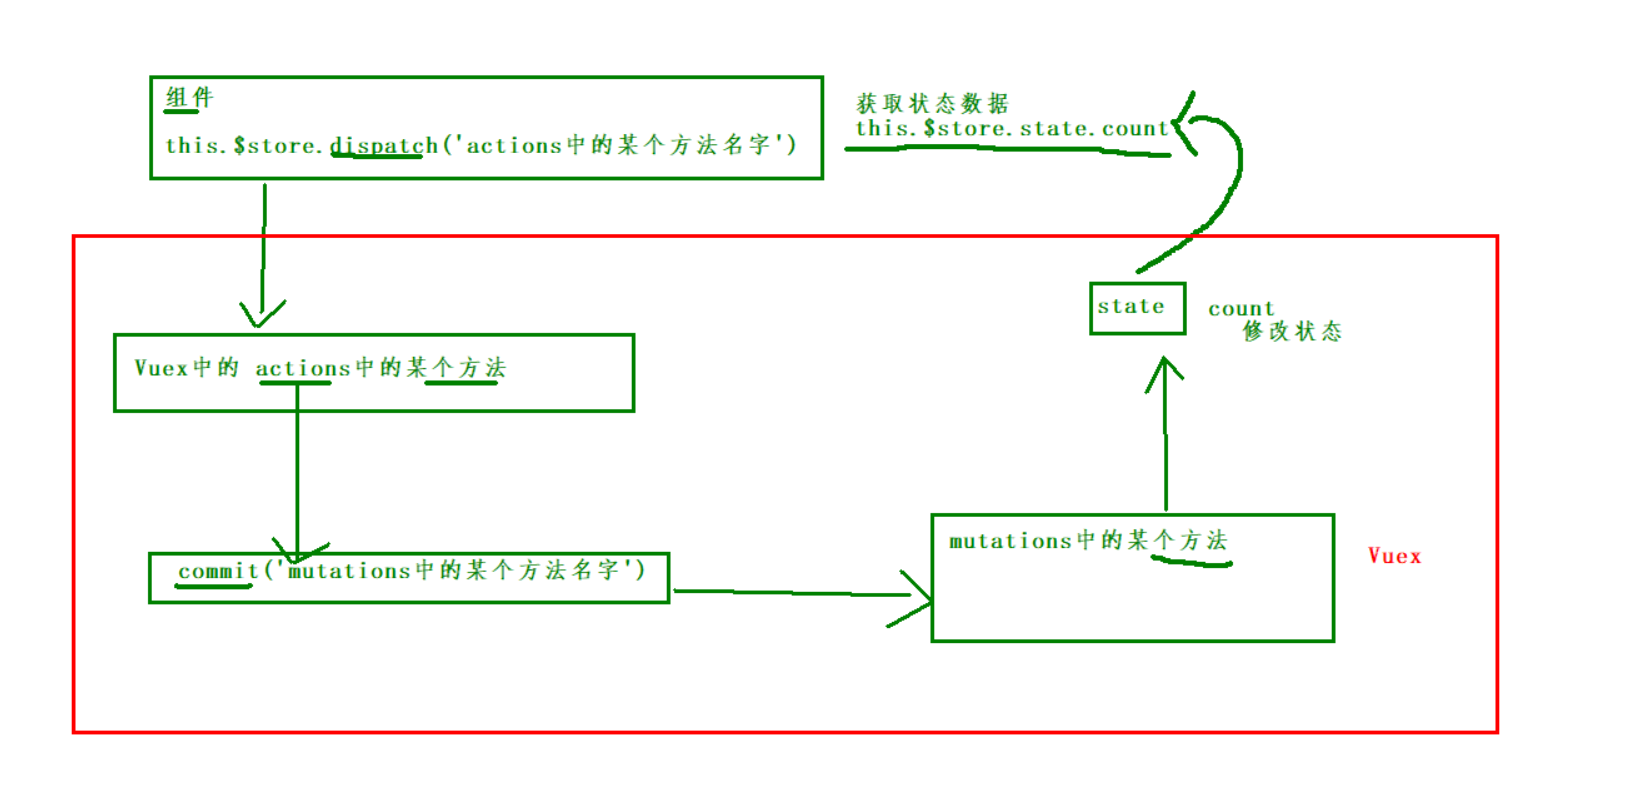 组件
this.$store.dispatch('actions中的某个方法名字')
获取状态数据
this.$store.state.count
state
count
修改状态
Vuex中的 actions中的某个方法
commit('mutations中的某个方法名字')
mutations中的某个方法
Vuex